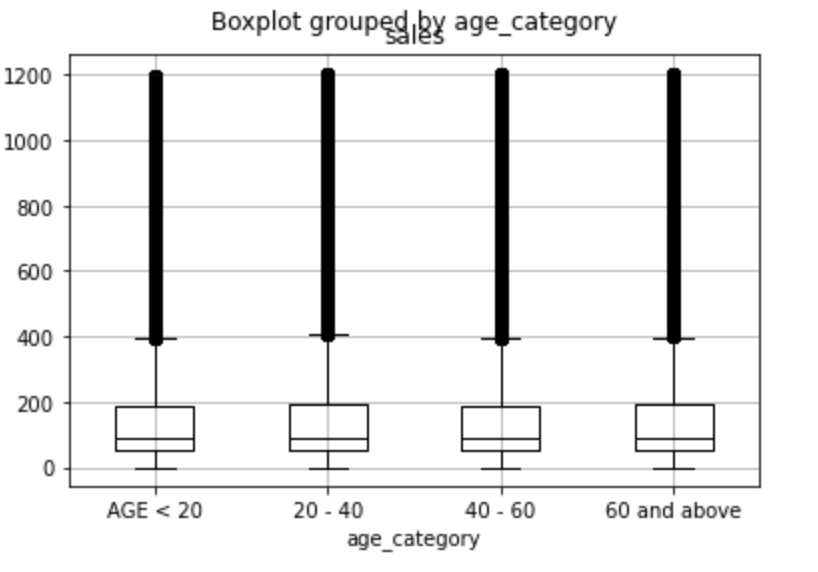 Boxplot grouped by age_category
sales
1200
1000
800
600
400
200
0
AGE < 20 20 - 40 40 - 60 60 and above
age_category